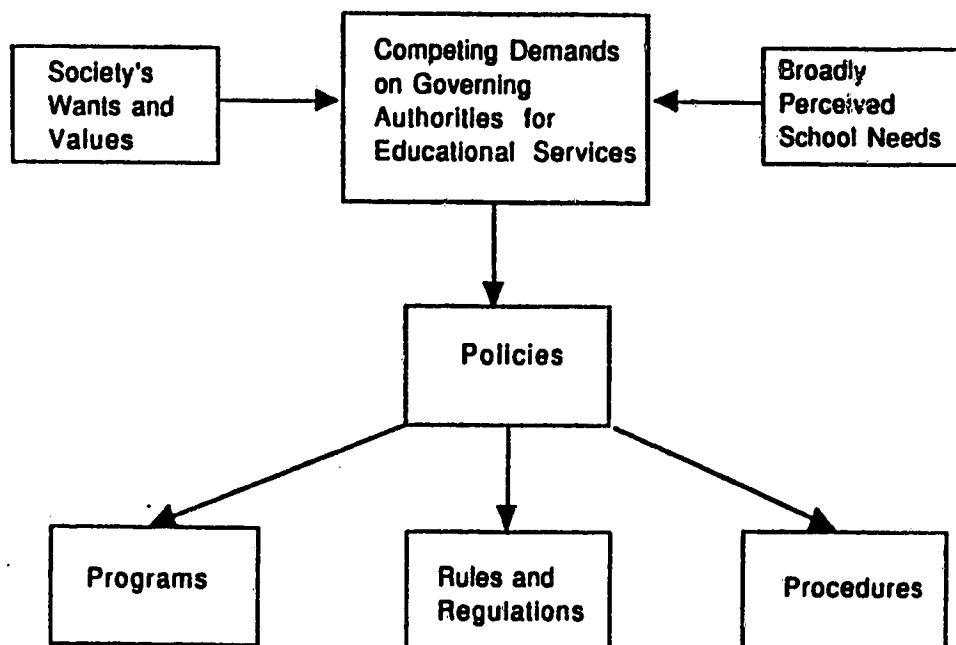 Society's
Wants and
Values
Competing Demands
on Governing
Authorities for
Educational Services
Broadly
Perceived
School Needs
Policies
Programs
Rules and
Regulations
Procedures